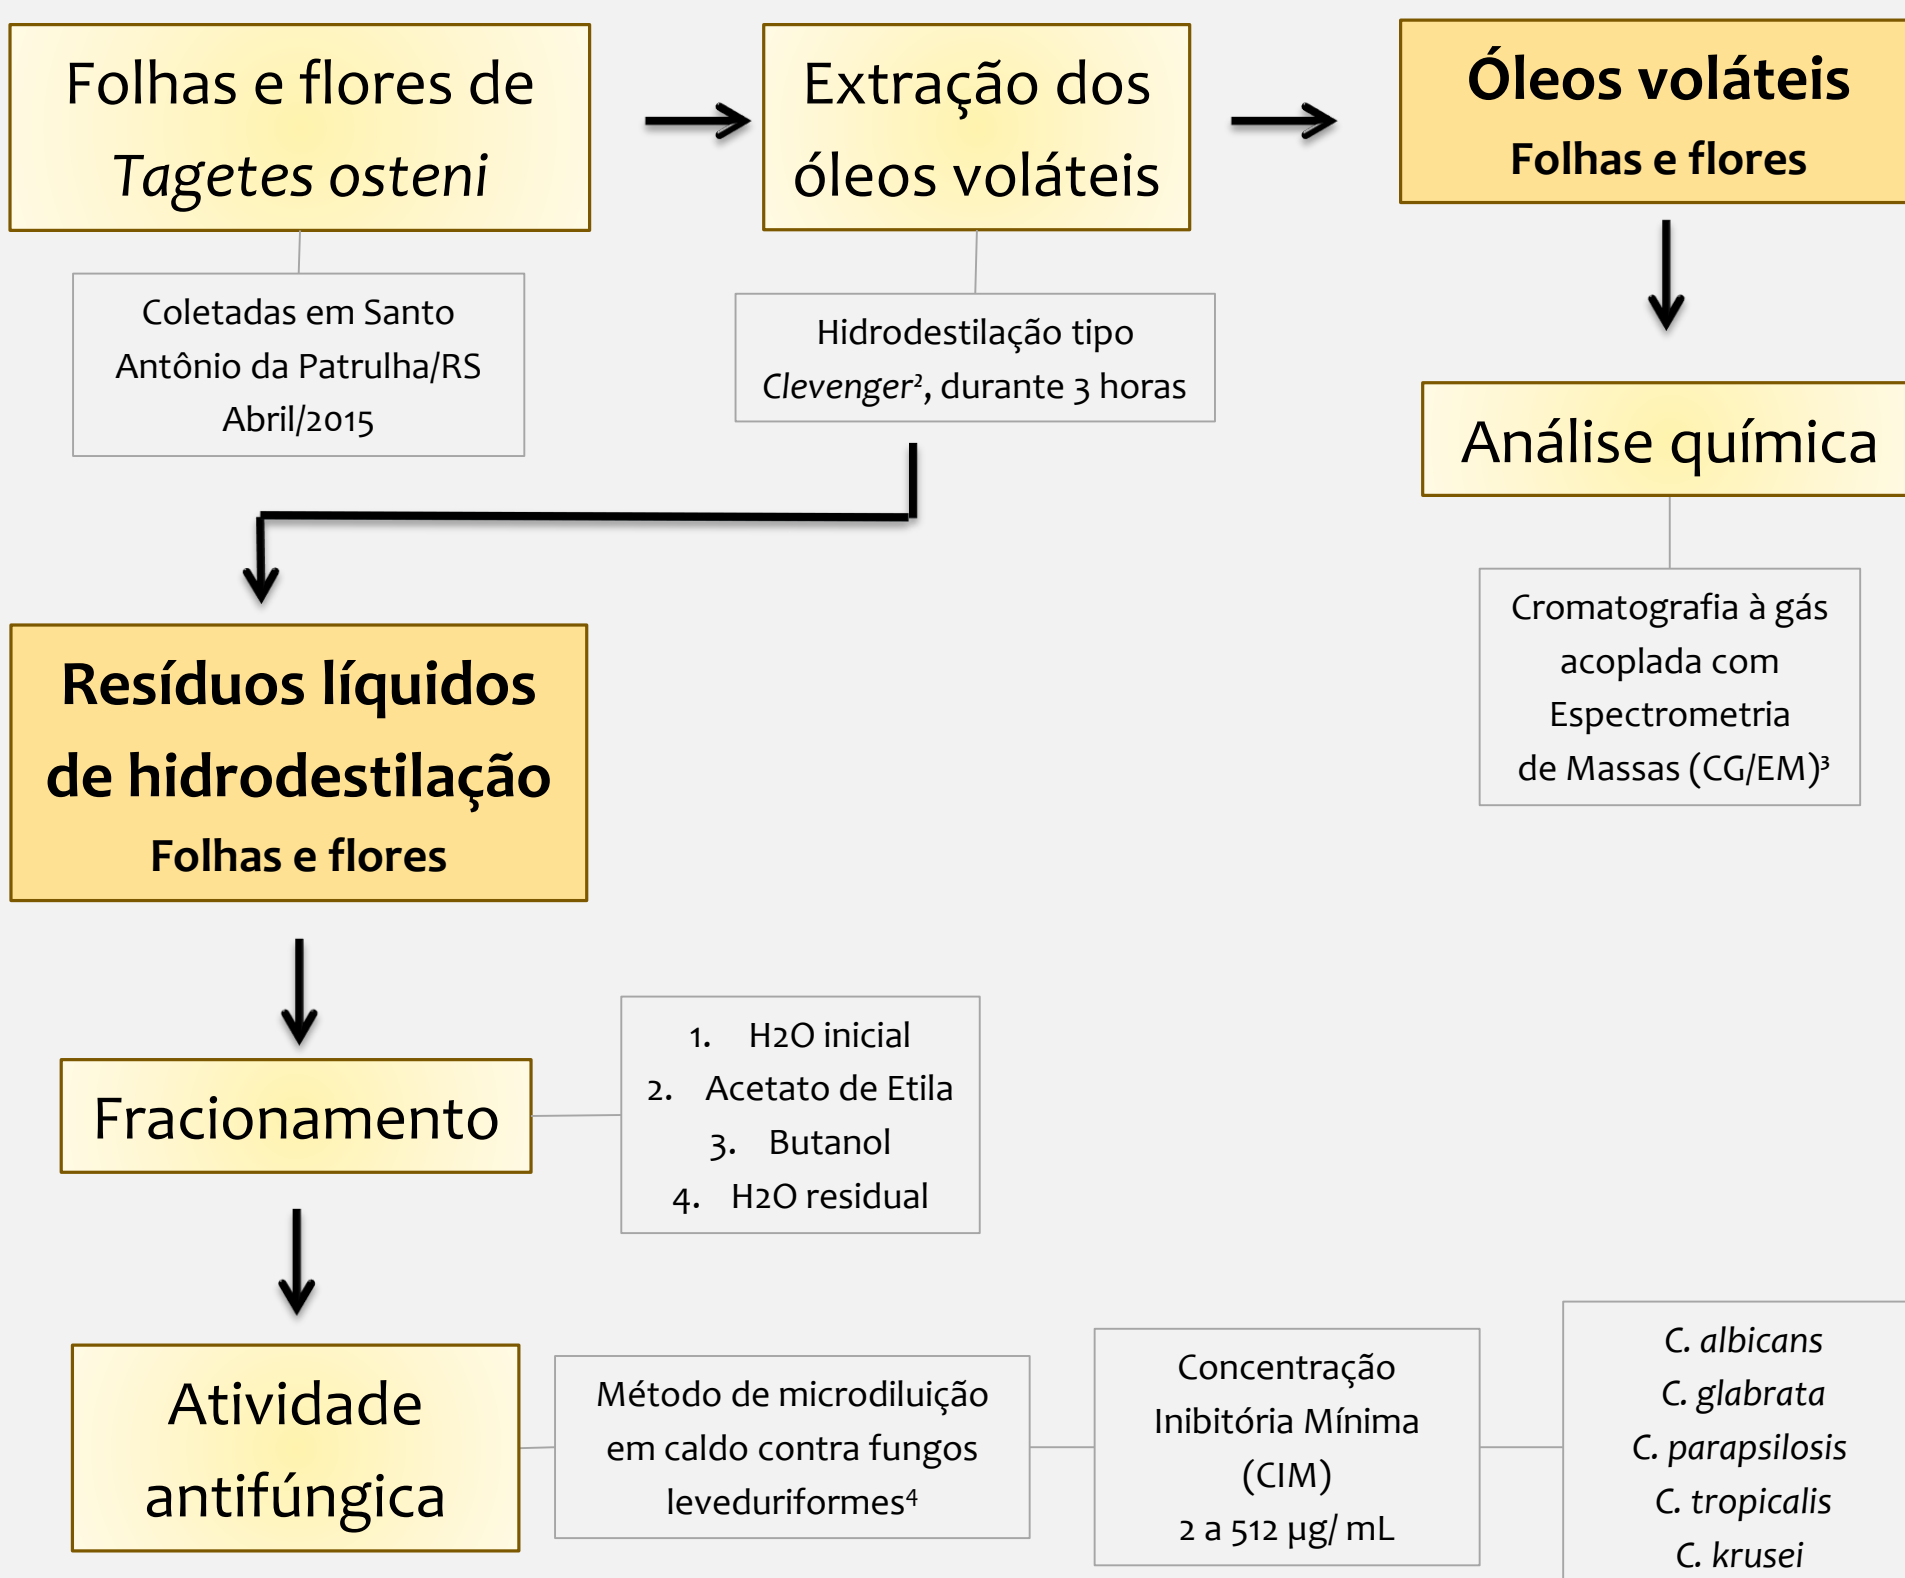 Folhas e flores de
Tagetes osteni
Extração dos
óleos voláteis
Óleos voláteis
Folhas e flores
Coletadas em Santo
Antônio da Patrulha/RS
Abril/2015
Hidrodestilação tipo
Clevenger², durante 3 horas
Análise química
Cromatografia à gás
acoplada com
Espectrometria
de Massas (CG/EM)³
Resíduos líquidos
de hidrodestilação
Folhas e flores
Fracionamento
1. H2O inicial
2. Acetato de Etila
3. Butanol
4. H2O residual
Atividade
antifúngica
Método de microdiluição
em caldo contra fungos
leveduriformes⁴
Concentração
Inibitória Mínima
(CIM)
2 a 512 µg/ mL
C. albicans
C. glabrata
C. parapsilosis
C. tropicalis
C. krusei